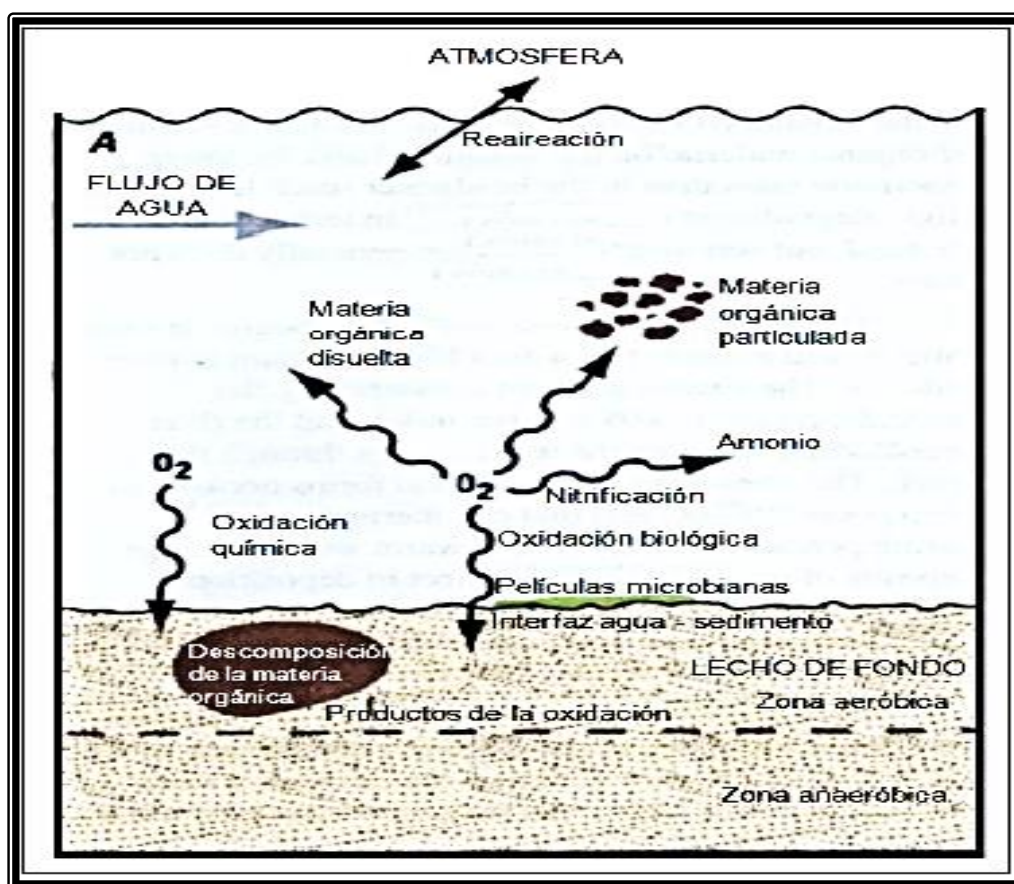 ATMOSFERA
A
Reaireación
FLUJO DE
AGUA
Materia
orgánica
disuelta
Materia
orgánica
particulada
O2
O2
Amonio
Nitrificación
Oxidación
química
Oxidación biológica
Películas microbianas
Interfaz agua - sedimento
Descomposición
de la materia
orgánica
LECHO DE FONDO
Zona aeróbica
Productos de la oxidación
Zona anaeróbica.